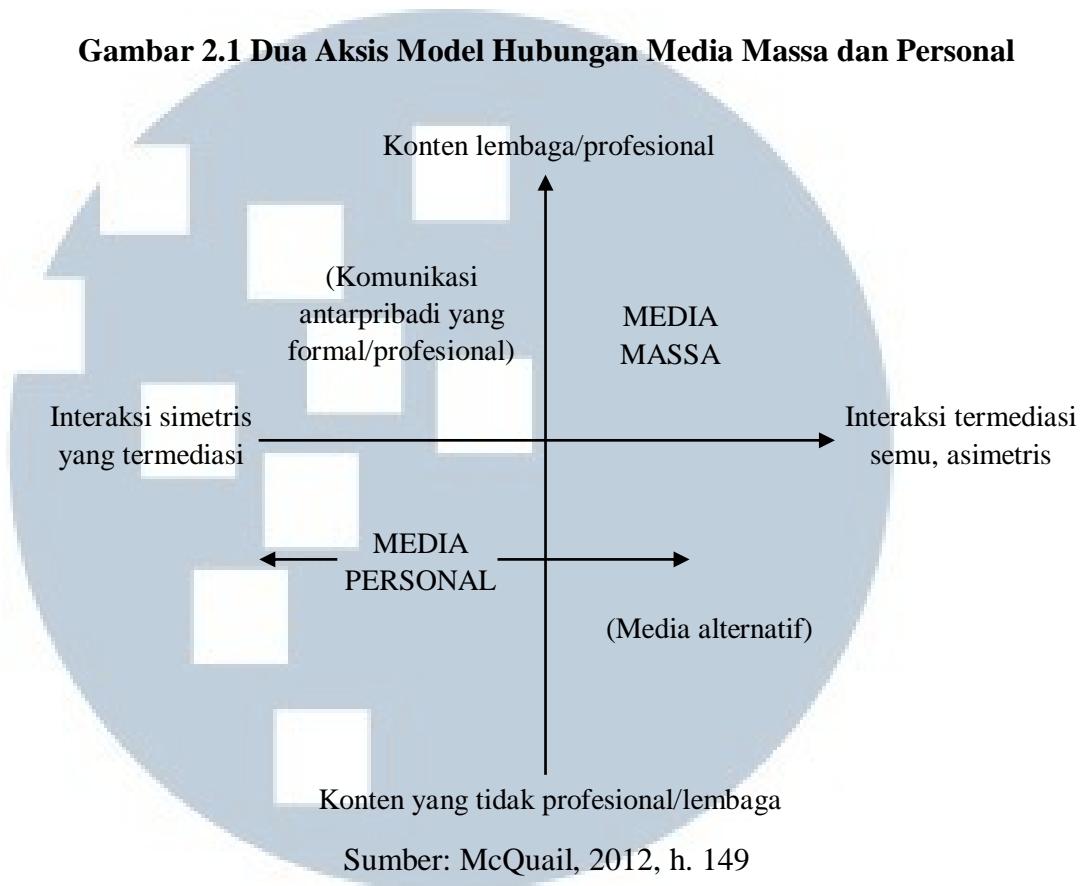 Gambar 2.1 Dua Aksis Model Hubungan Media Massa dan Personal
Konten lembaga/profesional
(Komunikasi
antarpribadi yang
formal/profesional)
MEDIA
MASSA
Interaksi simetris
yang termediasi
Interaksi termediasi
semu, asimetris
MEDIA
PERSONAL
(Media alternatif)
Konten yang tidak profesional/lembaga
Sumber: McQuail, 2012, h. 149